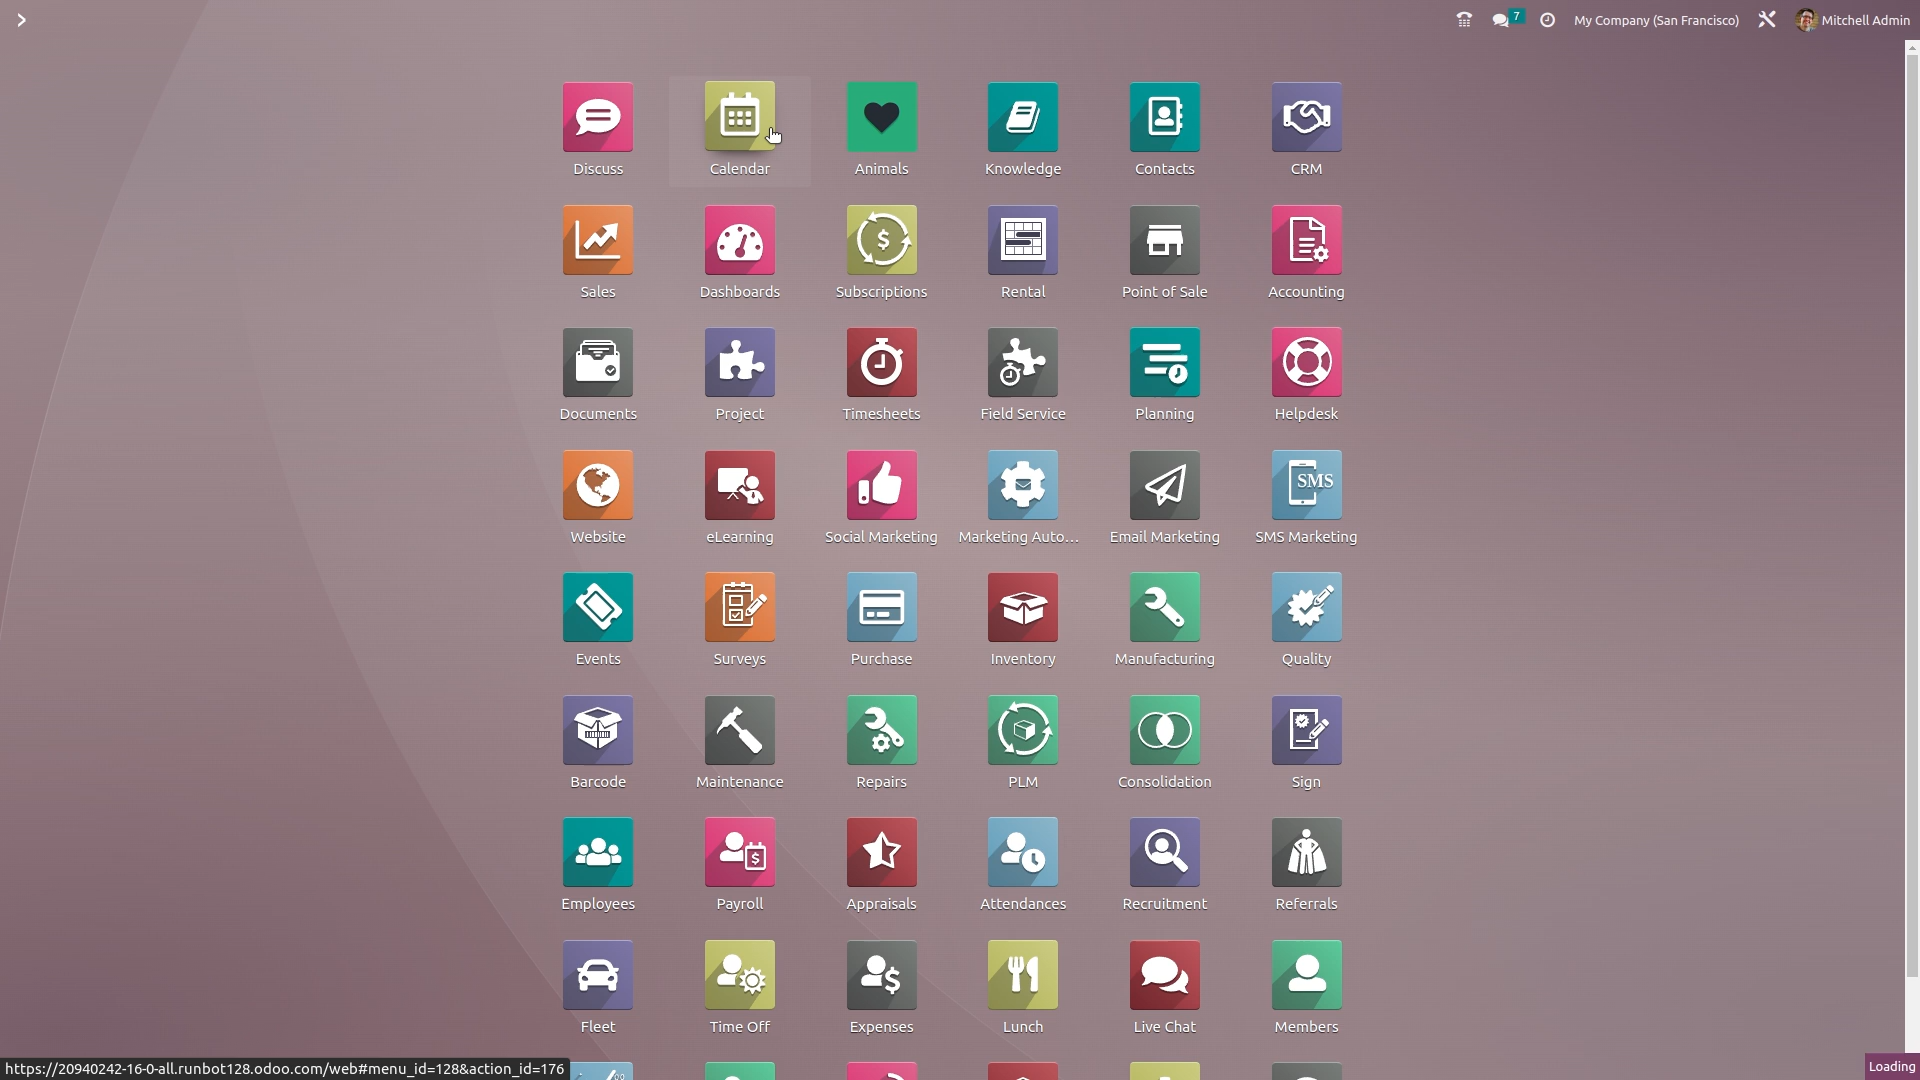 7 My Company (San Francisco) Mitchell Admin
Discuss Calendar Animals Knowledge Contacts CRM
Sales Dashboards Subscriptions Rental Point of Sale Accounting
Documents Project Timesheets Field Service Planning Helpdesk
SMS
Website eLearning Social Marketing Marketing Auto... Email Marketing SMS Marketing
Events Surveys Purchase Inventory Manufacturing Quality
Barcode Maintenance Repairs PLM Consolidation Sign
Employees Payroll Appraisals Attendances Recruitment Referrals
Fleet Time Off Expenses Lunch Live Chat Members
https://20940242-16-0-all.runbot128.odoo.com/web#menu_id=128&action_id=176
Loading